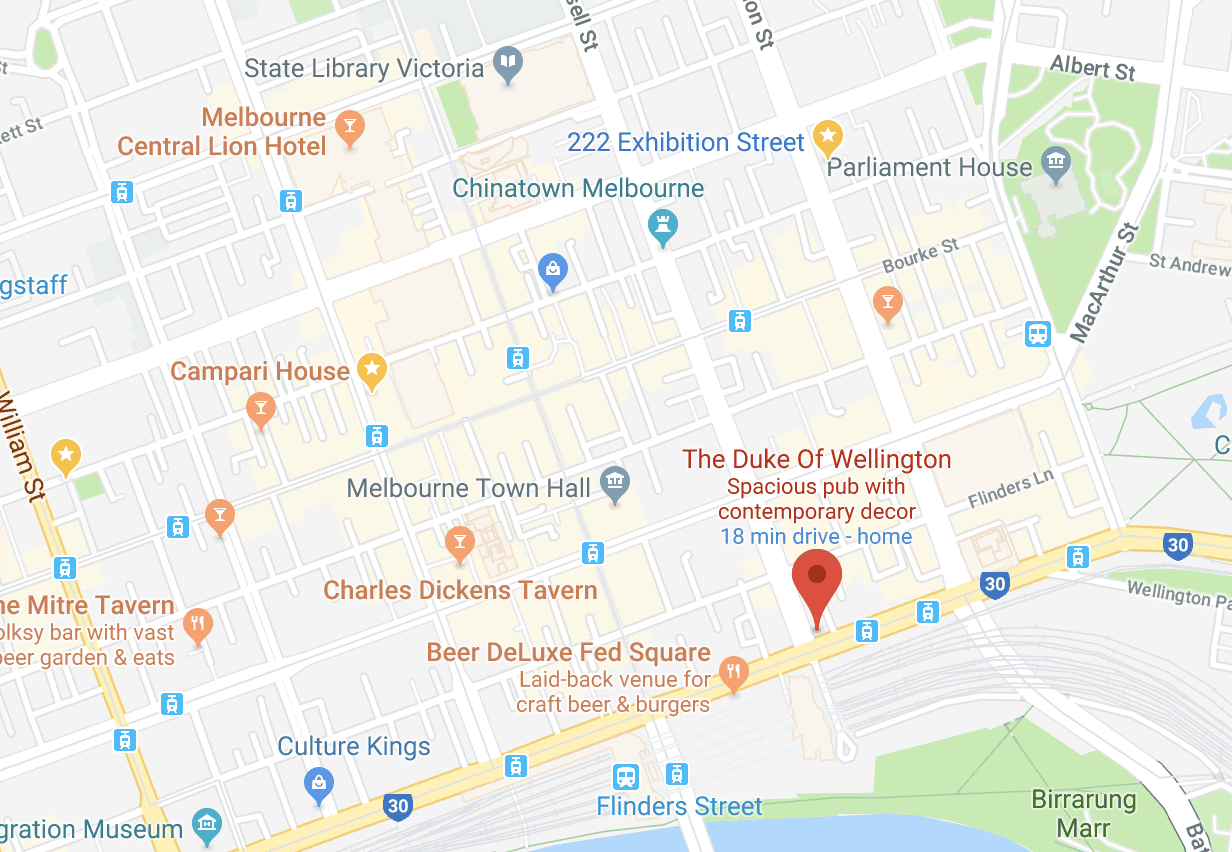 sell St
on St
Albert St
State Library Victoria
Melbourne
Central Lion Hotel
ett St
222 Exhibition Street
Parliament House
Chinatown Melbourne
MacArthur St
Bourke St
St Andrew
gstaff
Campari House
William St
C
The Duke Of Wellington
Spacious pub with
contemporary decor
18 min drive - home
Melbourne Town Hall
Flinders Ln
30
30
Charles Dickens Tavern
Wellington Pa
he Mitre Tavern
olksy bar with vast
beer garden & eats
Beer DeLuxe Fed Square
Laid-back venue for
craft beer & burgers
Culture Kings
30
Flinders Street
Birrarung
Marr
gration Museum
Bat